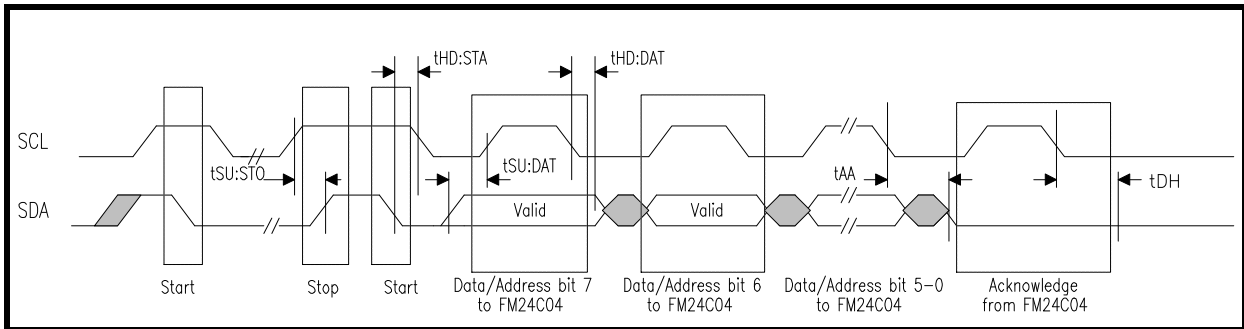 tHD:STA
tHD:DAT
SCL
tSU:STO
tSU:DAT
tAA
tDH
SDA
Valid
Valid
Start
Stop
Start
Data/Address bit 7
to FM24C04
Data/Address bit 6
to FM24C04
Data/Address bit 5-0
to FM24C04
Acknowledge
from FM24C04